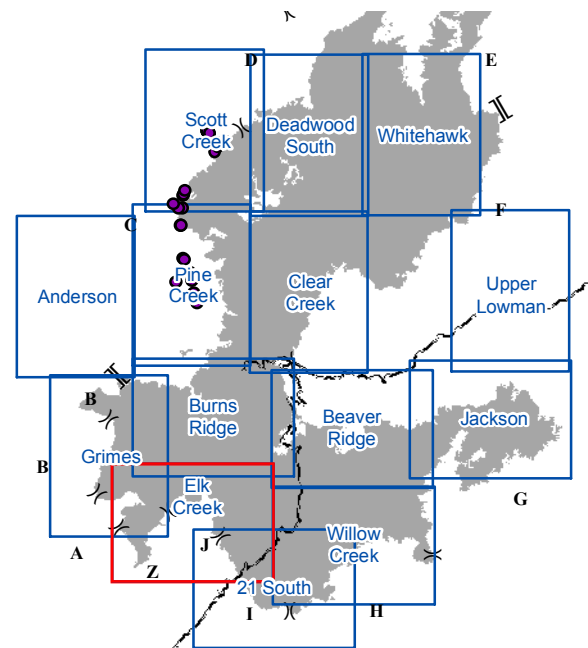 D
E
Scott
Creek
Deadwood
South
Whitehawk
C
F
Anderson
Pine
Creek
Clear
Creek
Upper
Lowman
B
Burns
Ridge
Beaver
Ridge
Jackson
B
Grimes
Elk
Creek
G
A
Z
J
Willow
Creek
21 South
I
H